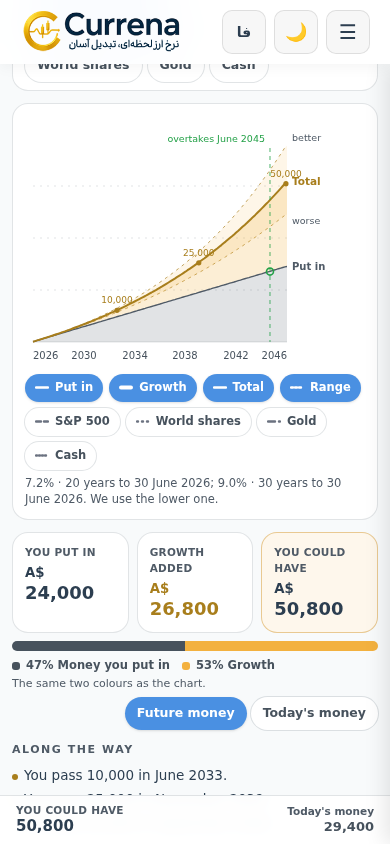 Currena
نرخ ارز لحظه‌ای، تبدیل آسان
فا
World shares
Gold
Cash
overtakes June 2045
better
50,000
Total
worse
25,000
Put in
10,000
2026 2030 2034 2038 2042 2046
Put in
Growth
Total
Range
S&P 500
World shares
Gold
Cash
7.2% · 20 years to 30 June 2026; 9.0% · 30 years to 30
June 2026. We use the lower one.
YOU PUT IN
A$
24,000
GROWTH
ADDED
A$
26,800
YOU COULD
HAVE
A$
50,800
47% Money you put in 53% Growth
The same two colours as the chart.
Future money
Today's money
ALONG THE WAY
You pass 10,000 in June 2033.
YOU COULD HAVE
50,800
Today's money
29,400